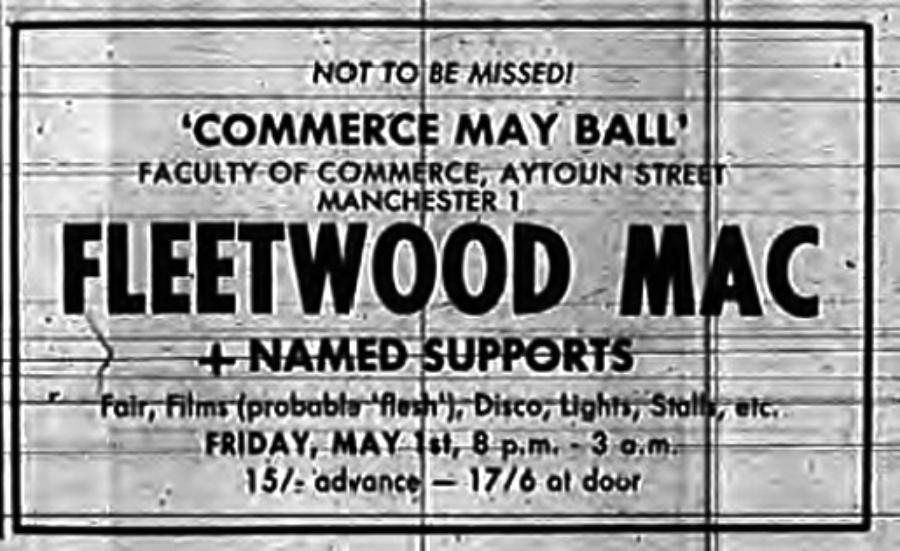 NOT TO BE MISSED!
'COMMERCE MAY BALL'
FACULTY OF COMMERCE, AYTOUN STREET
MANCHESTER 1
FLEETWOOD MAC
+ NAMED SUPPORTS
Fair, Films (probable 'flesh'), Disco, Lights, Stalls, etc.
FRIDAY, MAY 1st, 8 p.m. - 3 a.m.
15/- advance — 17/6 at door